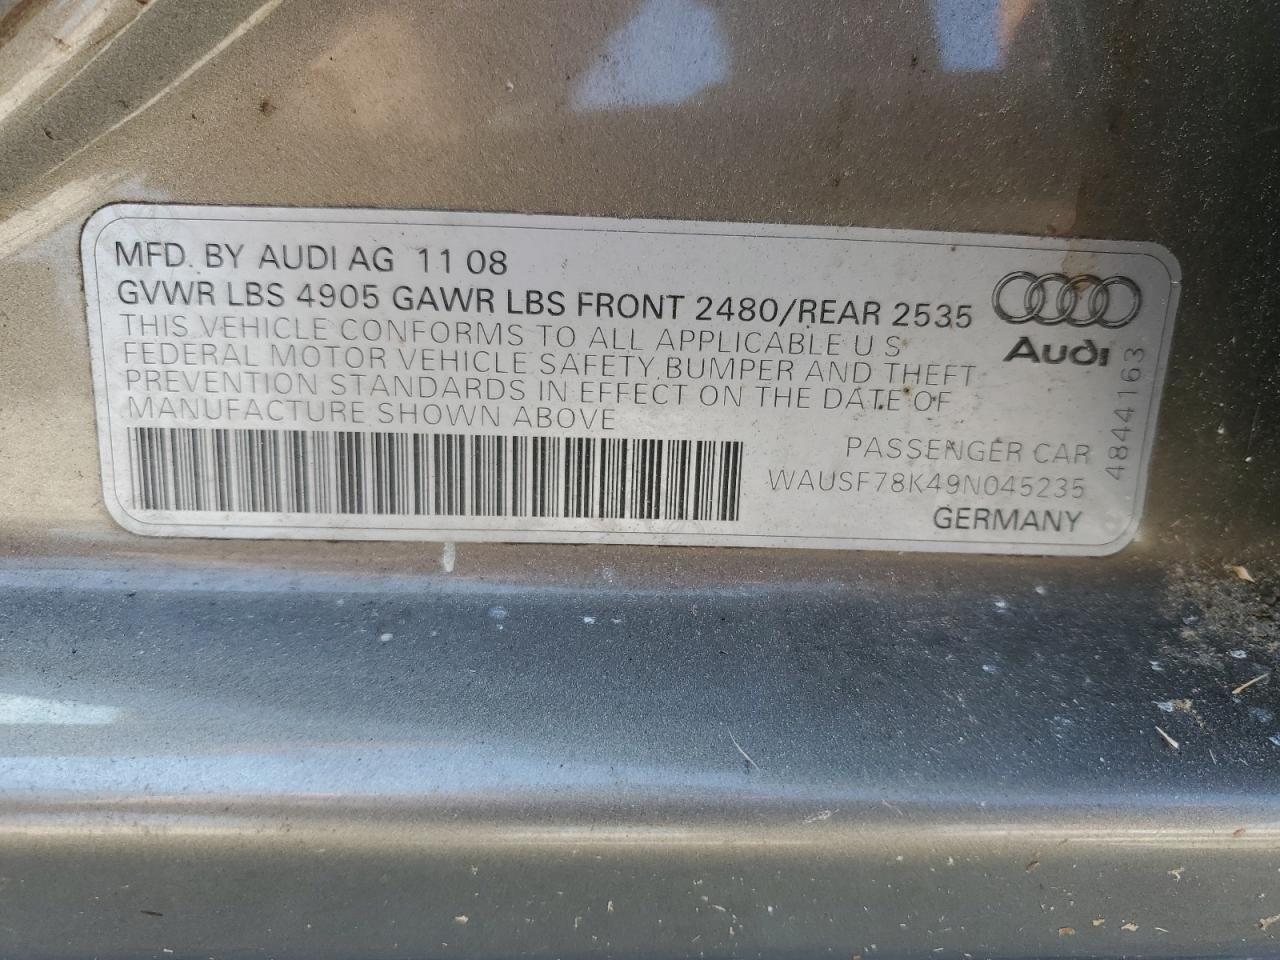 MFD. BY AUDI AG 11 08
GVWR LBS 4905 GAWR LBS FRONT 2480/REAR 2535
THIS VEHICLE CONFORMS TO ALL APPLICABLE U S
FEDERAL MOTOR VEHICLE SAFETY, BUMPER AND THEFT
PREVENTION STANDARDS IN EFFECT ON THE DATE OF
MANUFACTURE SHOWN ABOVE
Audi
4844163
PASSENGER CAR
WAUSF78K49N045235
GERMANY